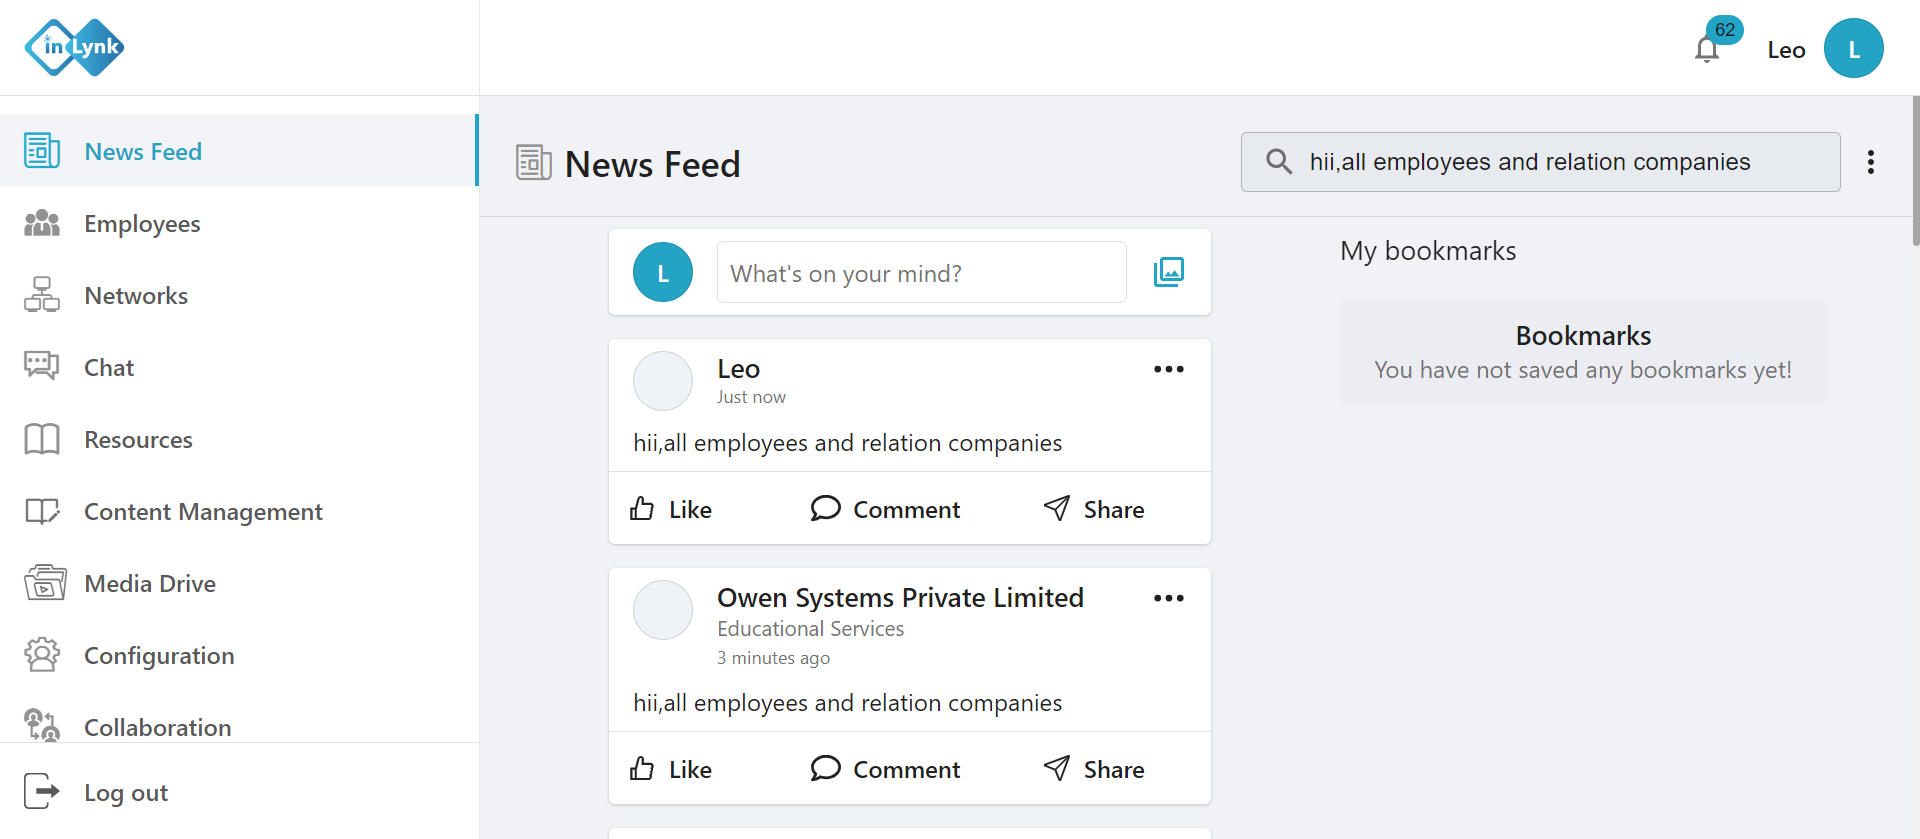 in Lynk
62
Leo
L
News Feed
Employees
Networks
Chat
Resources
Content Management
Media Drive
Configuration
Collaboration
Log out
News Feed
hii,all employees and relation companies
L
What's on your mind?
Leo
Just now
hii,all employees and relation companies
Like
Comment
Share
Owen Systems Private Limited
Educational Services
3 minutes ago
hii,all employees and relation companies
Like
Comment
Share
My bookmarks
Bookmarks
You have not saved any bookmarks yet!